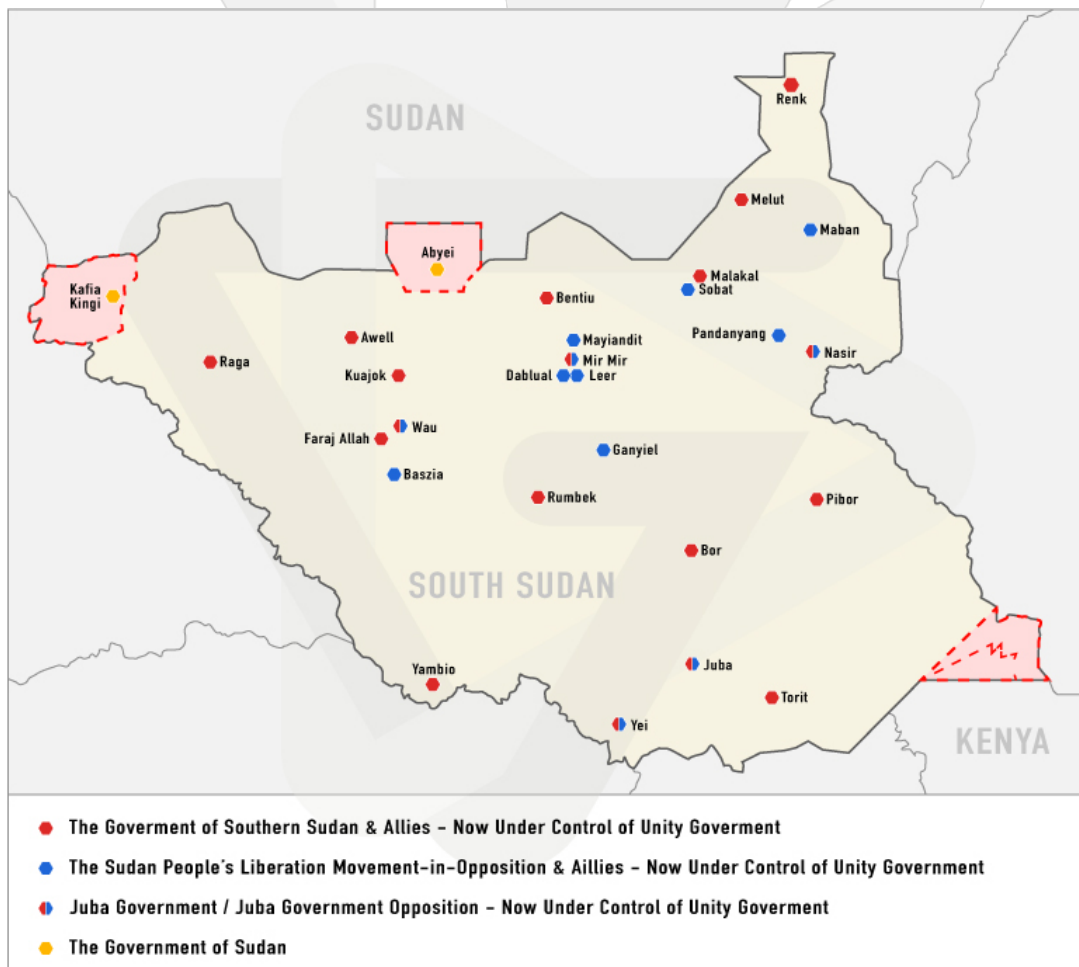 Renk
SUDAN
Melut
Maban
Abyei
Malakal
Sobat
Kafia
Kingi
Bentiu
Awell
Mayiandit
Pandanyang
Nasir
Mir Mir
Raga
Kuajok
Dablual
Leer
Wau
Faraj Allah
Ganyiel
Baszia
Rumbek
Pibor
Bor
SOUTH SUDAN
Juba
Yambio
Torit
Yei
KENYA
The Goverment of Southern Sudan & Allies - Now Under Control of Unity Goverment
The Sudan People's Liberation Movement-in-Opposition & Aillies - Now Under Control of Unity Government
Juba Government / Juba Government Opposition - Now Under Control of Unity Goverment
The Government of Sudan